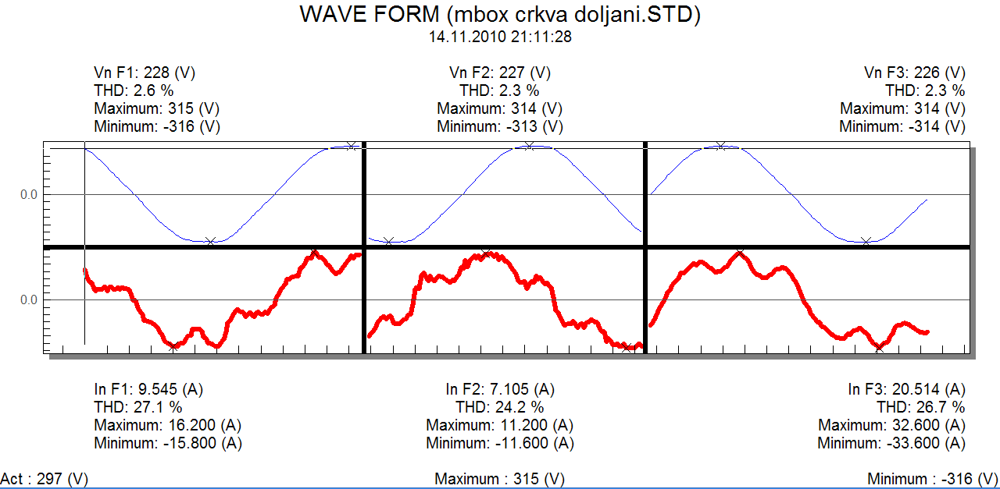 WAVE FORM (mbox crkva doljani.STD)
14.11.2010 21:11:28
Vn F1: 228 (V)
THD: 2.6 %
Maximum: 315 (V)
Minimum: -316 (V)
Vn F2: 227 (V)
THD: 2.3 %
Maximum: 314 (V)
Minimum: -313 (V)
Vn F3: 226 (V)
THD: 2.3 %
Maximum: 314 (V)
Minimum: -314 (V)
0.0
0.0
In F1: 9.545 (A)
THD: 27.1 %
Maximum: 16.200 (A)
Minimum: -15.800 (A)
In F2: 7.105 (A)
THD: 24.2 %
Maximum: 11.200 (A)
Minimum: -11.600 (A)
In F3: 20.514 (A)
THD: 26.7 %
Maximum: 32.600 (A)
Minimum: -33.600 (A)
Act : 297 (V)
Maximum : 315 (V)
Minimum : -316 (V)